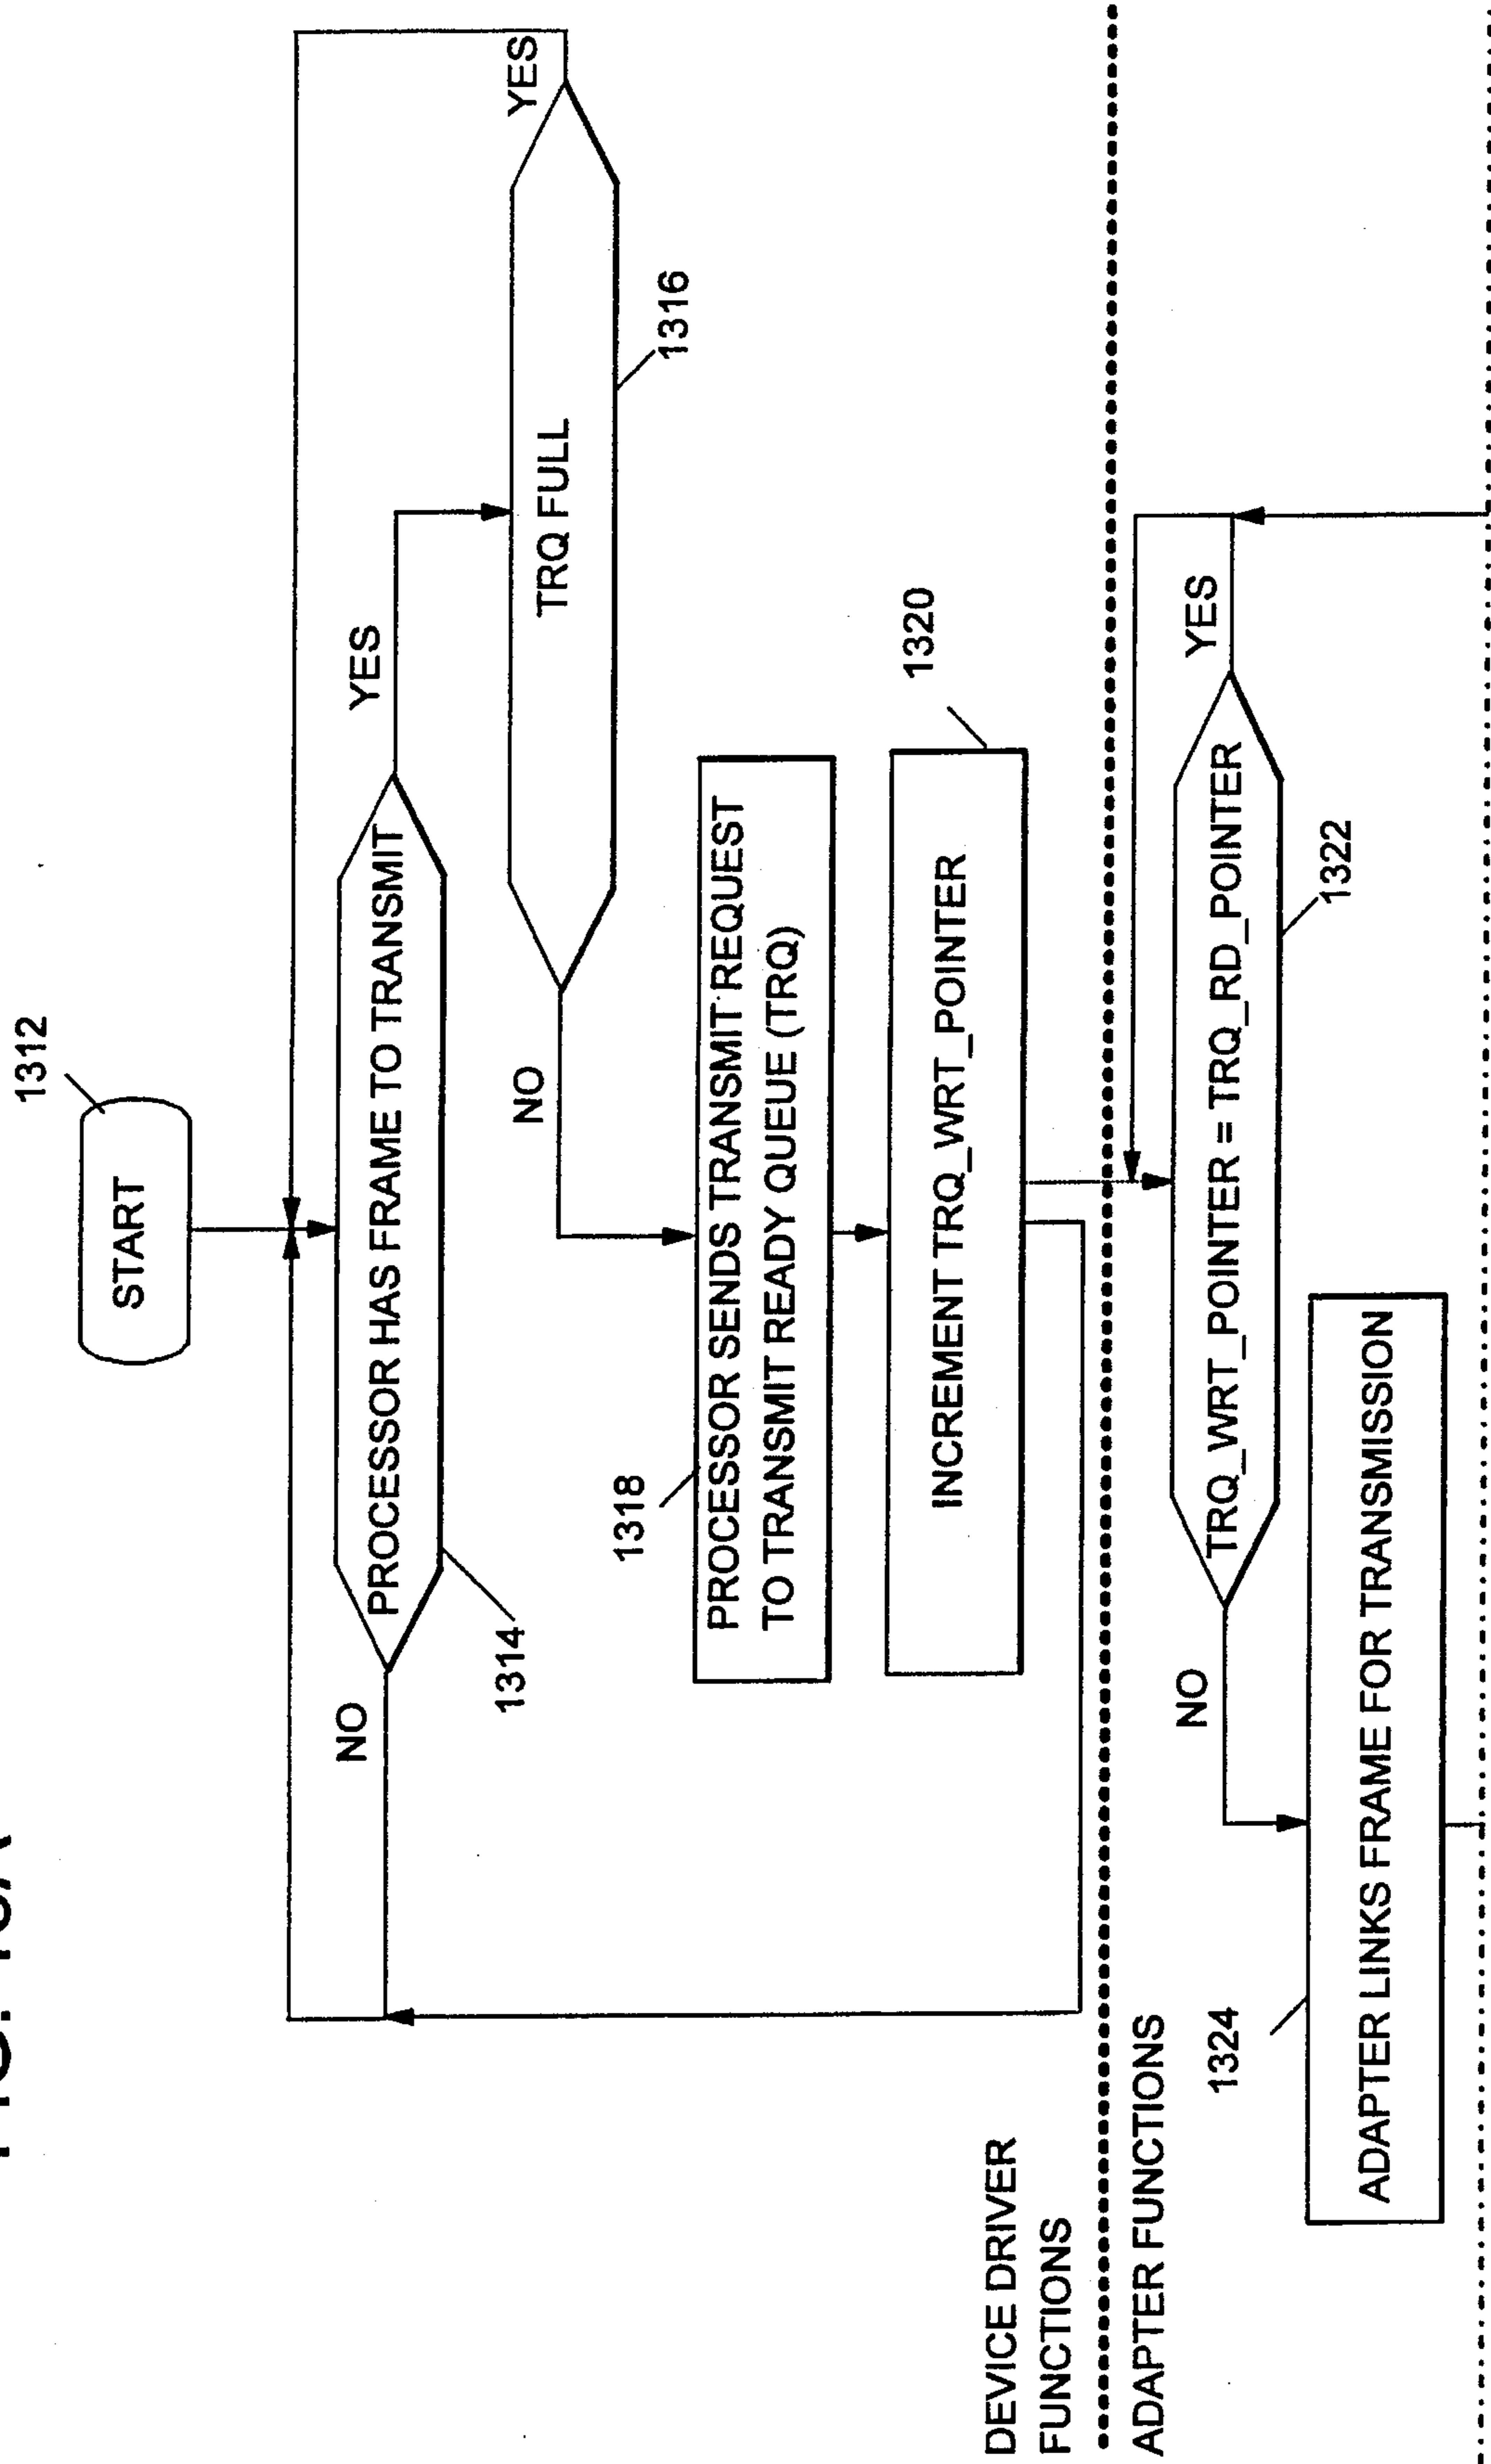 1312
START
NO
PROCESSOR HAS FRAME TO TRANSMIT
YES
1314
NO
TRQ FULL
YES
1316
1318
PROCESSOR SENDS TRANSMIT REQUEST
TO TRANSMIT READY QUEUE (TRQ)
1320
INCREMENT TRQ_WRT_POINTER
DEVICE DRIVER
FUNCTIONS
ADAPTER FUNCTIONS
NO
TRQ_WRT_POINTER = TRQ_RD_POINTER
YES
1322
1324
ADAPTER LINKS FRAME FOR TRANSMISSION